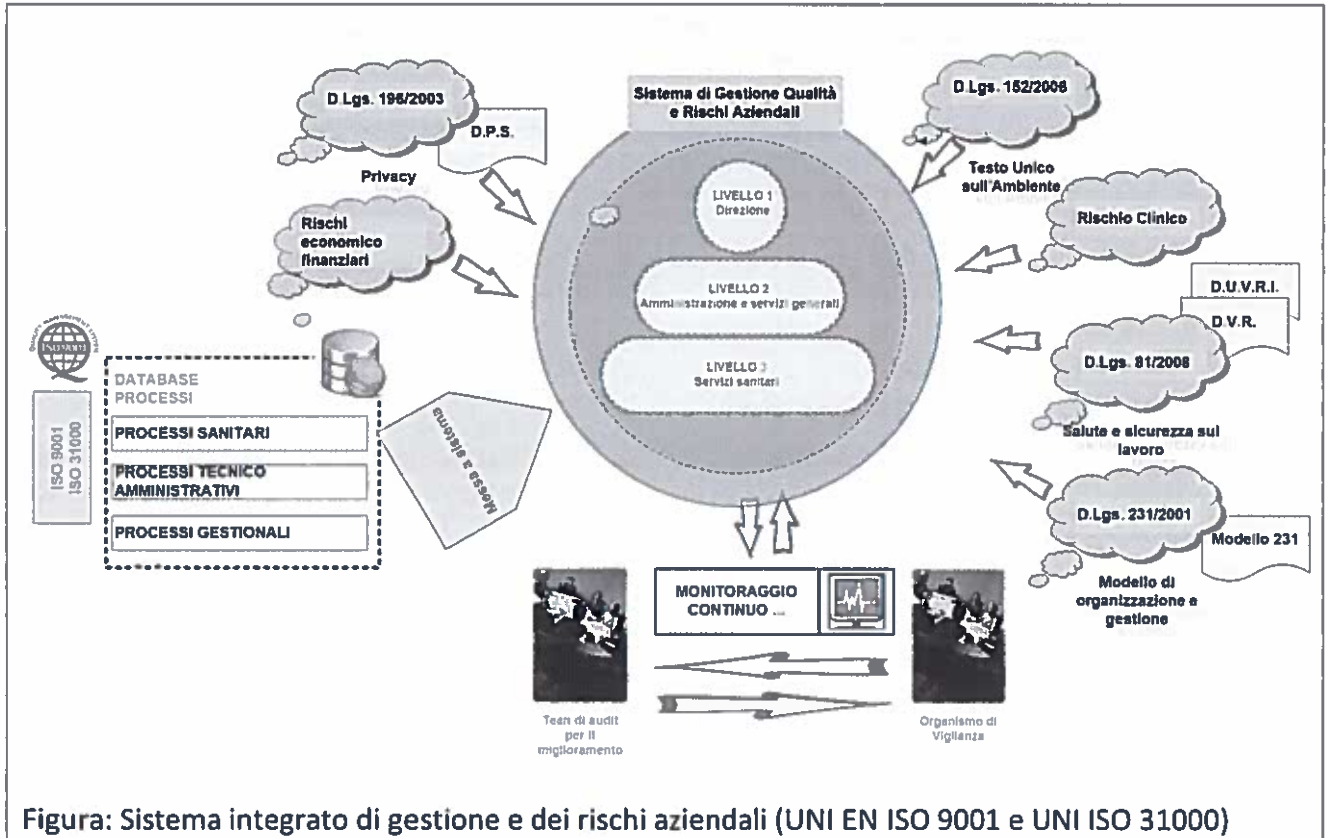 D.Lgs. 196/2003
D.P.S.
Privacy
Rischi
economico
finanziari
Sistema di Gestione Qualità
e Rischi Aziendali
LIVELLO 1
Direzione
LIVELLO 2
Amministrazione e servizi generali
LIVELLO 3
Servizi sanitari
D.Lgs. 152/2006
Testo Unico
sull'Ambiente
Rischio Clinico
D.U.V.R.I.
D.V.R.
D.Lgs. 81/2008
Salute e sicurezza sul
lavoro
D.Lgs. 231/2001
Modello 231
Modello di
organizzazione e
gestione
ISO 9001
ISO 9001
ISO 31000
DATABASE
PROCESSI
PROCESSI SANITARI
PROCESSI TECNICO
AMMINISTRATIVI
PROCESSI GESTIONALI
Messa a sistema
MONITORAGGIO
CONTINUO ...
Team di audit
per il
miglioramento
Organismo di
Vigilanza
Figura: Sistema integrato di gestione e dei rischi aziendali (UNI EN ISO 9001 e UNI ISO 31000)